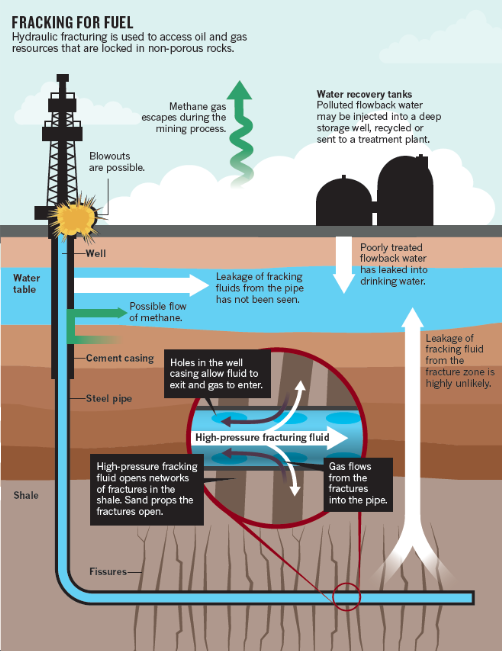 FRACKING FOR FUEL
Hydraulic fracturing is used to access oil and gas
resources that are locked in non-porous rocks.
Methane gas
escapes during the
mining process.
Water recovery tanks
Polluted flowback water
may be injected into a deep
storage well, recycled or
sent to a treatment plant.
Blowouts
are possible.
Well
Poorly treated
flowback water
has leaked into
drinking water.
Water
table
Leakage of fracking
fluids from the pipe
has not been seen.
Possible flow
of methane.
Leakage of
fracking fluid
from the
fracture zone is
highly unlikely.
Cement casing
Holes in the well
casing allow fluid to
exit and gas to enter.
Steel pipe
High-pressure fracturing fluid
High-pressure fracking
fluid opens networks
of fractures in the
shale. Sand props the
fractures open.
Gas flows
from the
fractures
into the pipe.
Shale
Fissures